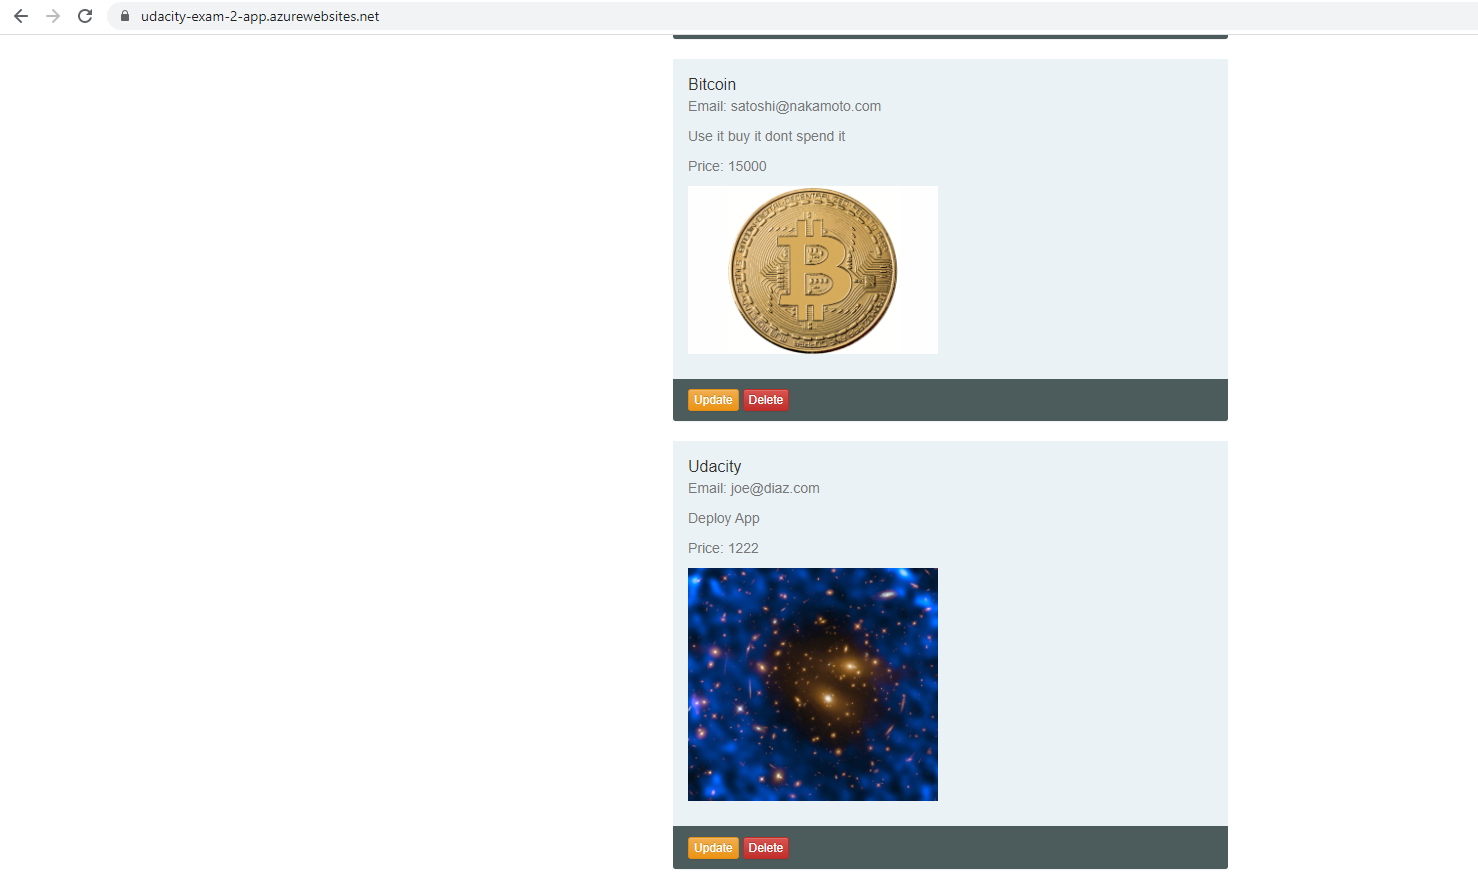 udacity-exam-2-app.azurewebsites.net
Bitcoin
Email: satoshi@nakamoto.com
Use it buy it dont spend it
Price: 15000
Update Delete
Udacity
Email: joe@diaz.com
Deploy App
Price: 1222
Update Delete